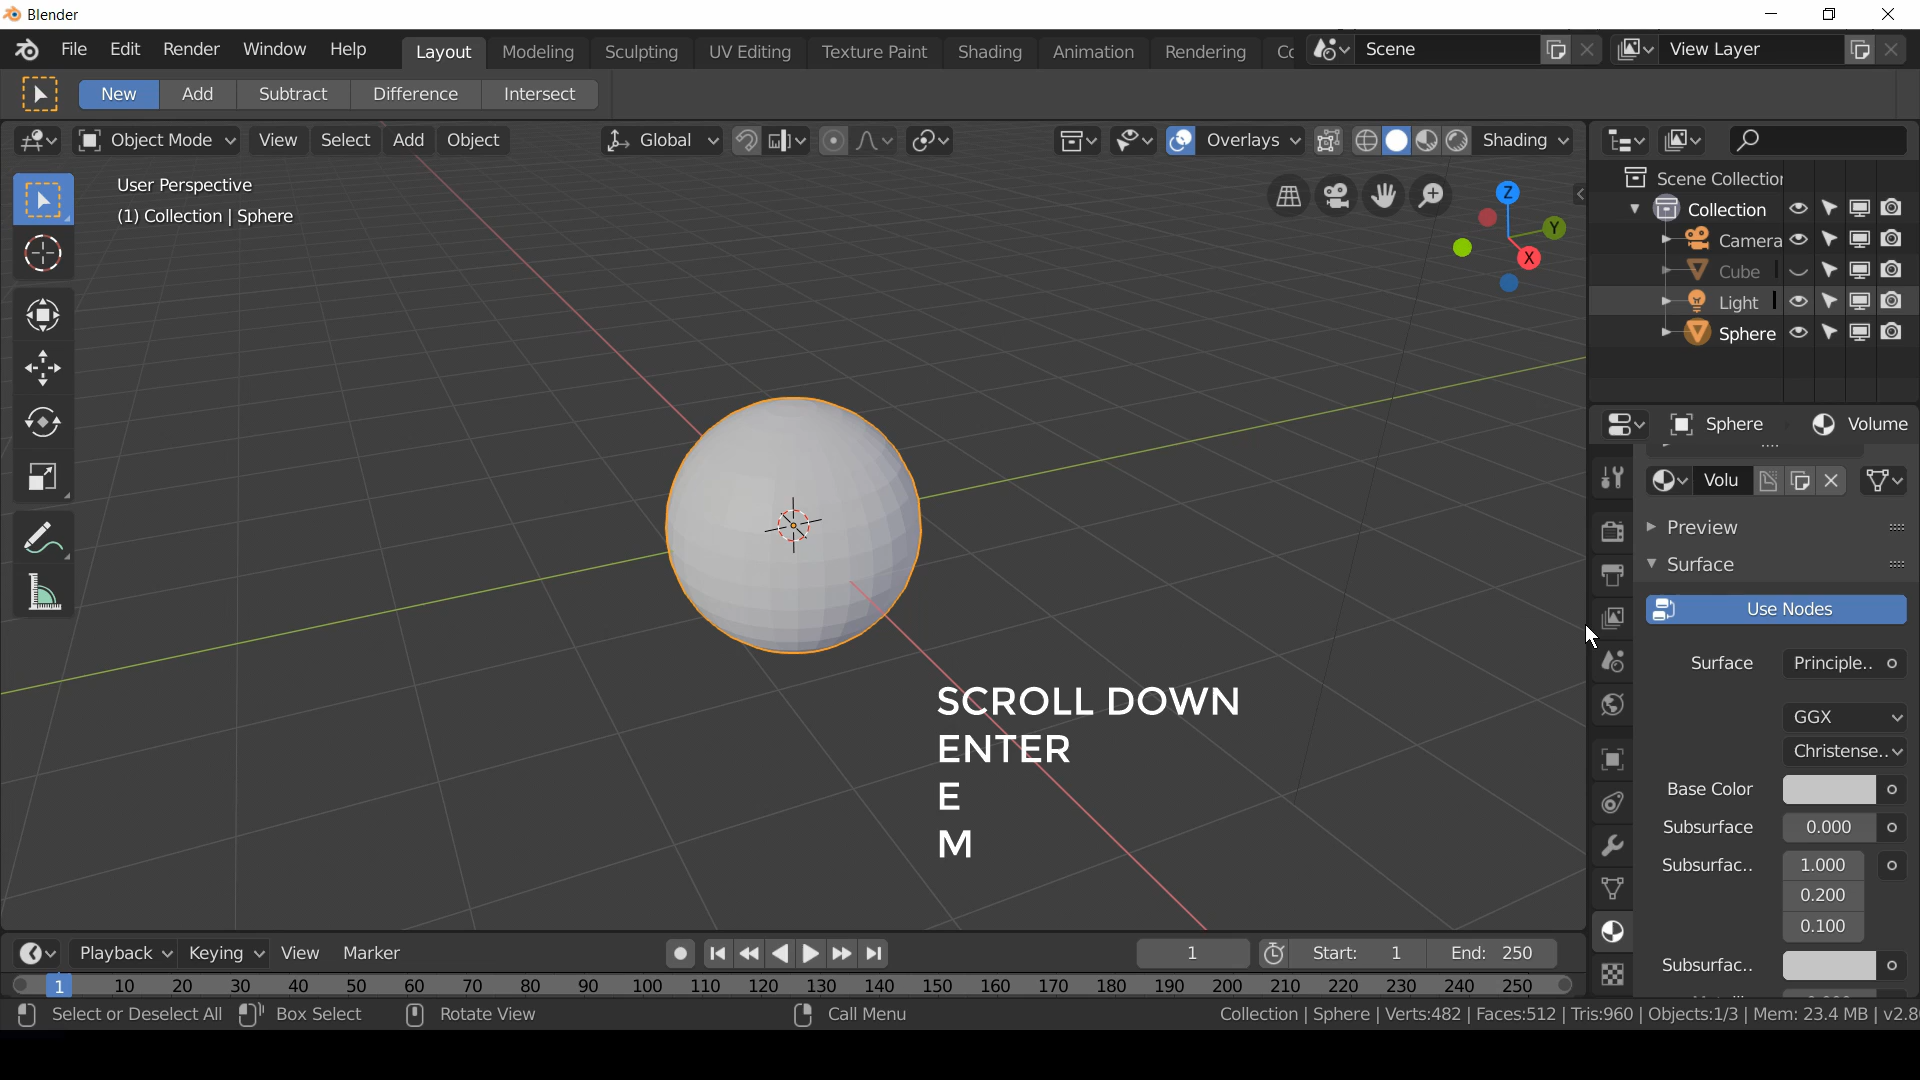 Blender
File Edit Render Window Help Layout Modeling Sculpting UV Editing Texture Paint Shading Animation Rendering Scene View Layer
New Add Subtract Difference Intersect
Object Mode View Select Add Object Global Overlays Shading
User Perspective
(1) Collection | Sphere
Z
Y
X
Scene Collection
Collection
Camera
Cube
Light
Sphere
Sphere Volume
Volu
Preview
Surface
Use Nodes
Surface Principle..
GGX
Christense..
Base Color
Subsurface 0.000
Subsurfac.. 1.000
0.200
0.100
Subsurfac..
SCROLL DOWN
ENTER
E
M
Playback Keying View Marker 1 Start: 1 End: 250
1 10 20 30 40 50 60 70 80 90 100 110 120 130 140 150 160 170 180 190 200 210 220 230 240 250
Select or Deselect All Box Select Rotate View Call Menu Collection | Sphere | Verts:482 | Faces:512 | Tris:960 | Objects:1/3 | Mem: 23.4 MB | v2.8